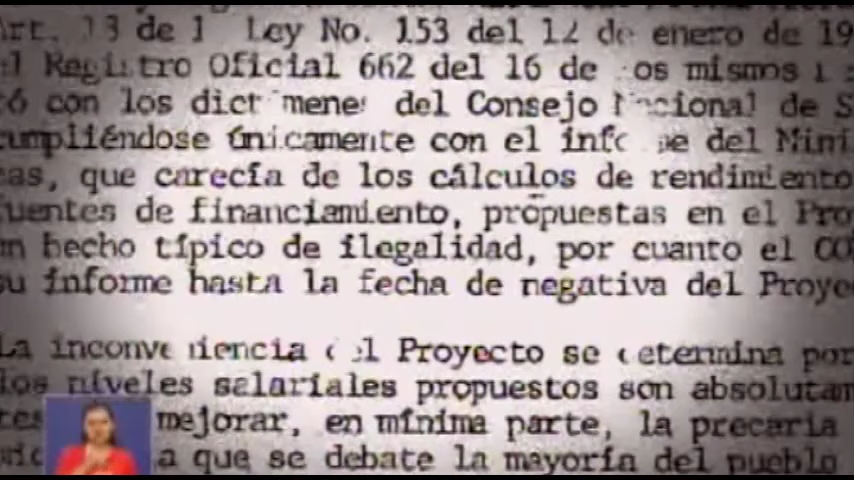 Art. 13 de l Ley No. 153 del 12 de enero de 19
el Registro Oficial 662 del 16 de los mismos
con los dictámenes del Consejo Nacional de
cumpliéndose únicamente con el informe del
que carecía de los cálculos de rendimiento
fuentes de financiamiento, propuestas en el
un hecho típico de ilegalidad, por cuanto el
su informe hasta la fecha de negativa del
La inconveniencia del Proyecto se determina por
los niveles salariales propuestos son
mejorar, en mínima parte, la precaria
a que se debate la mayoría del pueblo